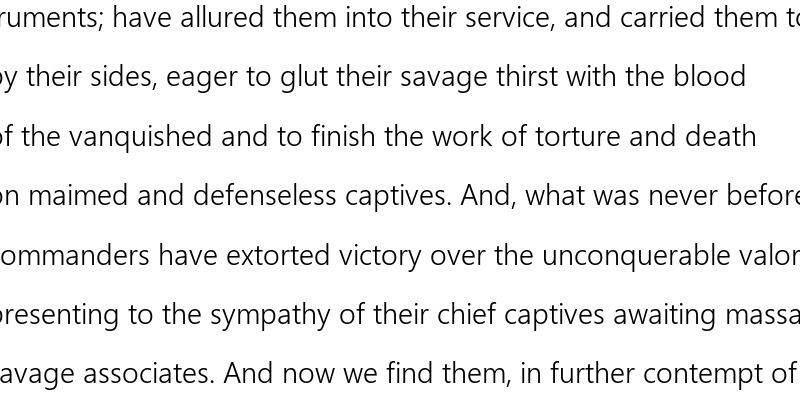 ruments; have allured them into their service, and carried them to
by their sides, eager to glut their savage thirst with the blood
of the vanquished and to finish the work of torture and death
on maimed and defenseless captives. And, what was never before
ommanders have extorted victory over the unconquerable valor
presenting to the sympathy of their chief captives awaiting massa
avage associates. And now we find them, in further contempt of